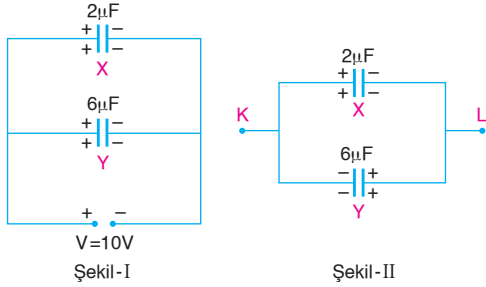 2μF
+ –
+ –
X
6μF
+ –
+ –
Y
+ –
V=10V
Şekil-I
2μF
+ –
+ –
X
K L
6μF
– +
– +
Y
Şekil-II